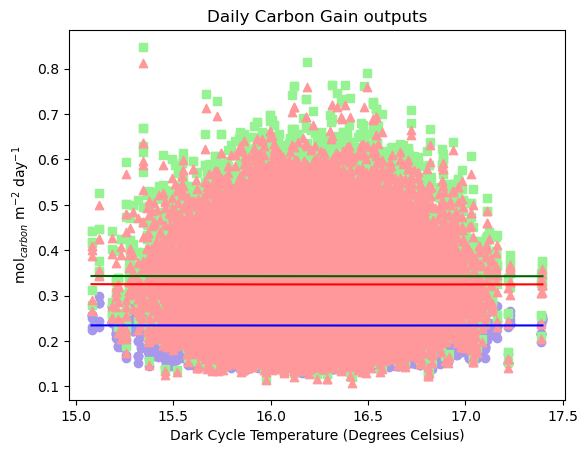 Daily Carbon Gain outputs
mol_carbon m⁻² day⁻¹
0.8
0.7
0.6
0.5
0.4
0.3
0.2
0.1
15.0 15.5 16.0 16.5 17.0 17.5
Dark Cycle Temperature (Degrees Celsius)